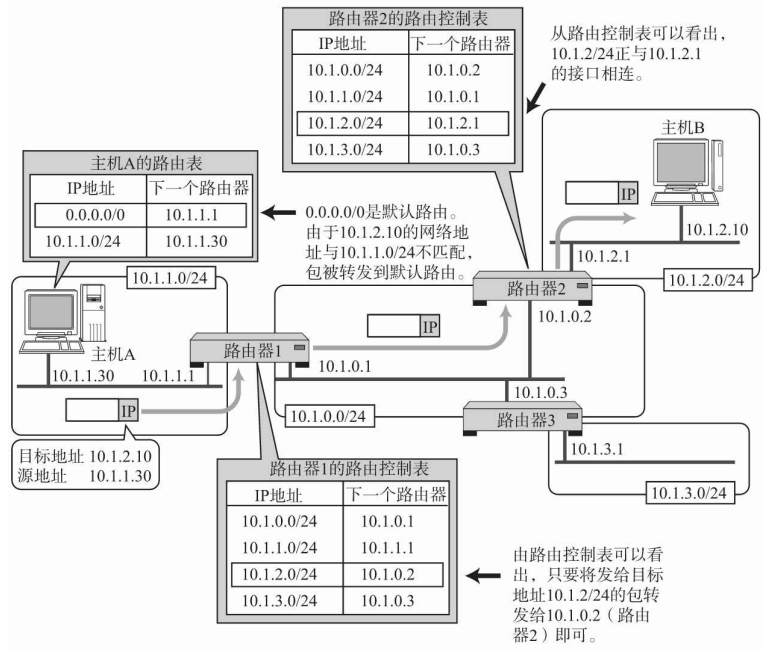 路由器2的路由控制表
IP地址 下一个路由器
10.1.0.0/24 10.1.0.2
10.1.1.0/24 10.1.0.1
10.1.2.0/24 10.1.2.1
10.1.3.0/24 10.1.0.3
从路由控制表可以看出，
10.1.2/24正与10.1.2.1
的接口相连。
主机A的路由表
IP地址 下一个路由器
0.0.0.0/0 10.1.1.1
10.1.1.0/24 10.1.1.30
0.0.0.0/0是默认路由。
由于10.1.2.10的网络地
址与10.1.1.0/24不匹配，
包被转发到默认路由。
主机B
IP
10.1.2.10
10.1.2.1
10.1.2.0/24
路由器2
10.1.0.2
10.1.1.0/24
主机A
10.1.1.30
10.1.1.1
路由器1
IP
10.1.0.1
10.1.0.3
10.1.0.0/24
路由器3
10.1.3.1
10.1.3.0/24
IP
目标地址 10.1.2.10
源地址 10.1.1.30
路由器1的路由控制表
IP地址 下一个路由器
10.1.0.0/24 10.1.0.1
10.1.1.0/24 10.1.1.1
10.1.2.0/24 10.1.0.2
10.1.3.0/24 10.1.0.3
由路由控制表可以看
出，只要将发给目标
地址10.1.2/24的包转
发给10.1.0.2（路由
器2）即可。